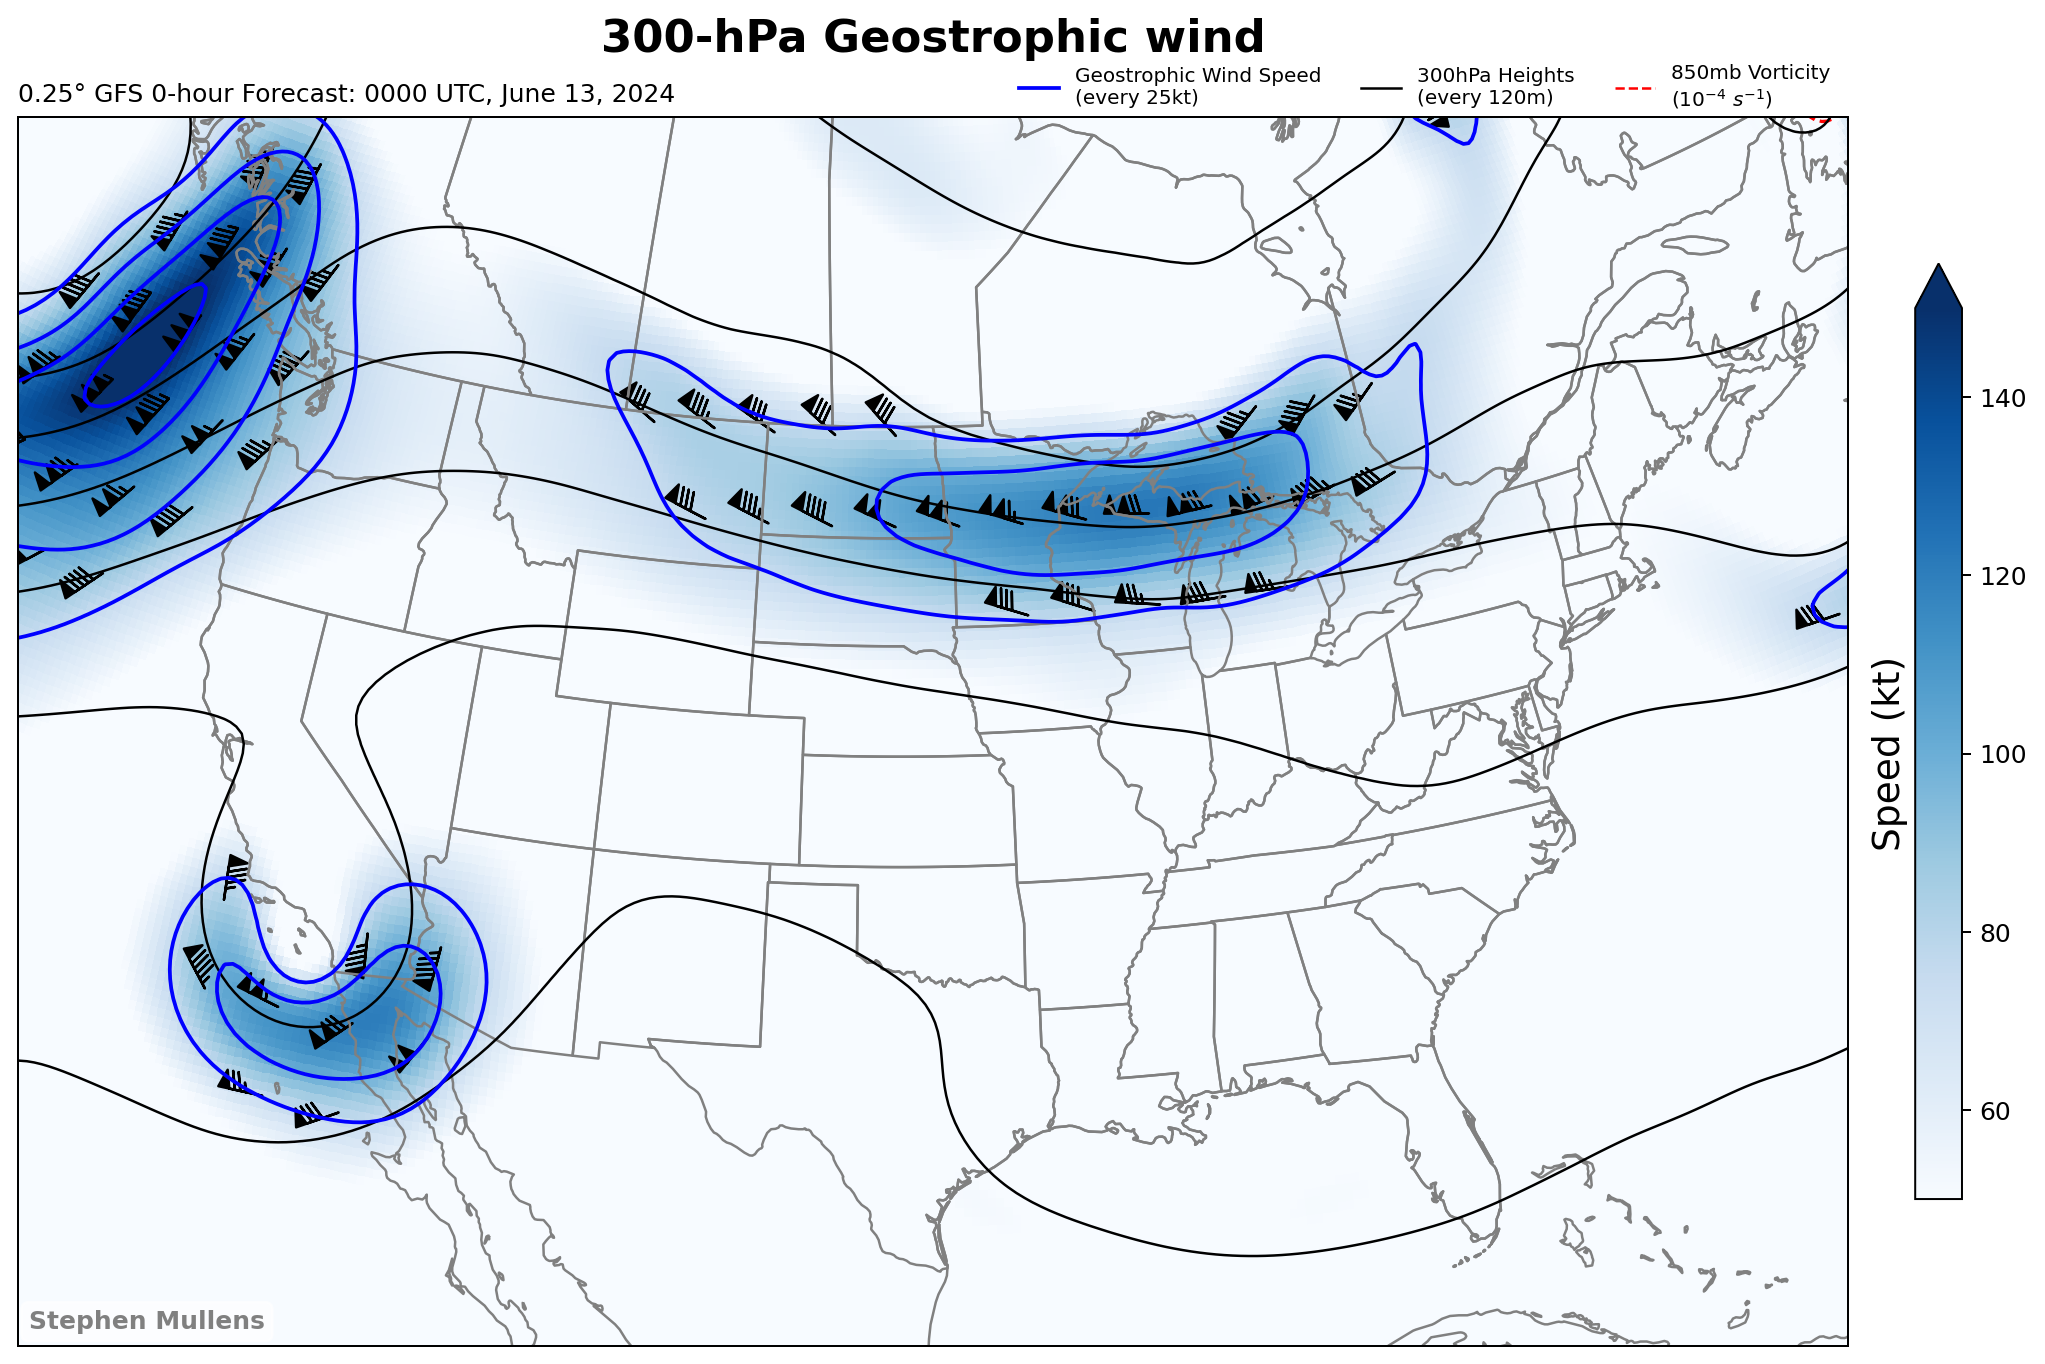 300-hPa Geostrophic wind
0.25° GFS 0-hour Forecast: 0000 UTC, June 13, 2024
Geostrophic Wind Speed
(every 25kt)
300hPa Heights
(every 120m)
850mb Vorticity
(10⁻⁴ s⁻¹)
140
120
100
80
60
Speed (kt)
Stephen Mullens